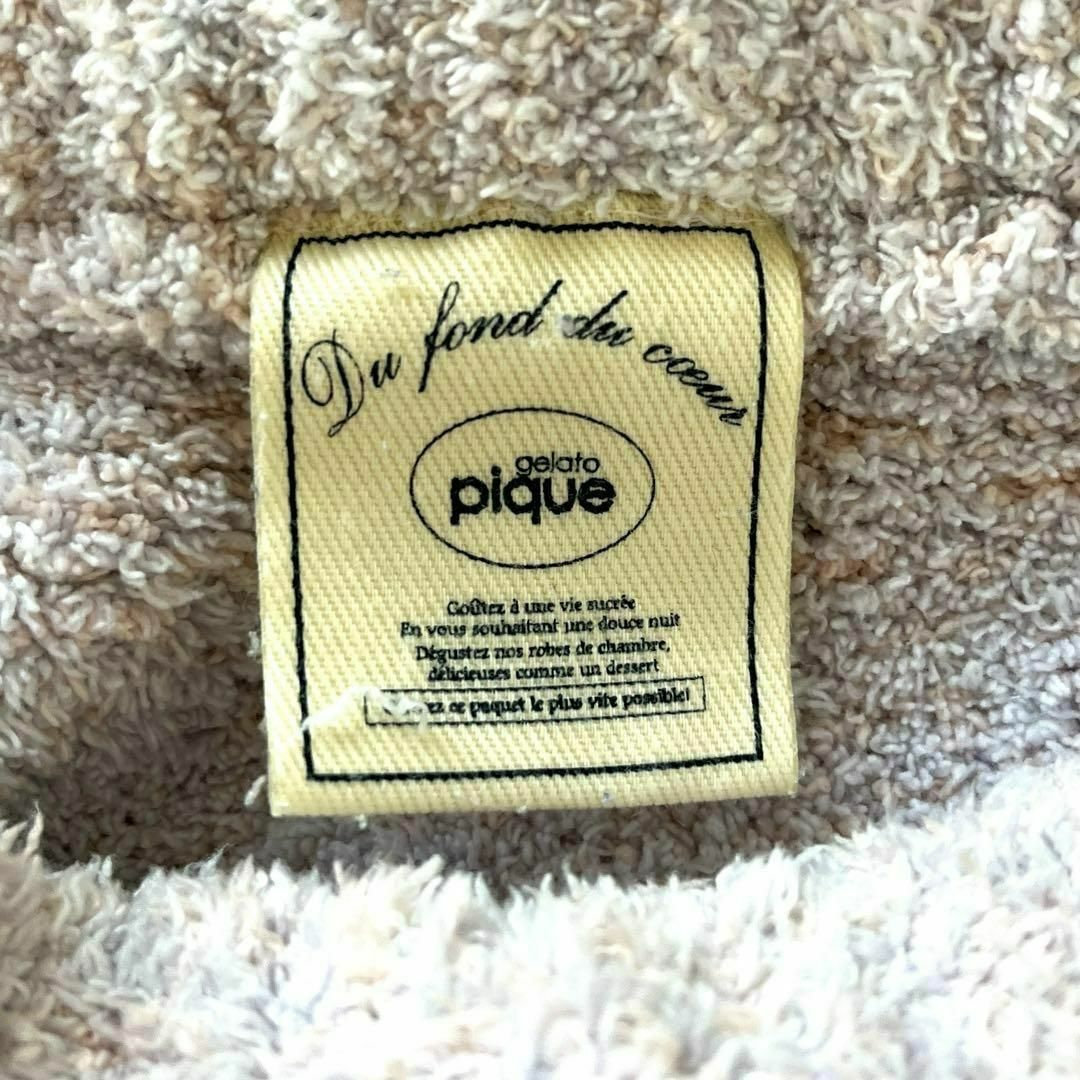 Du fond du cœur
gelato
pique
Goûtez à une vie sucrée
En vous souhaitant une douce nuit
Dégustez nos robes de chambre,
délicieuses comme un dessert
ce paquet le plus vite possible!